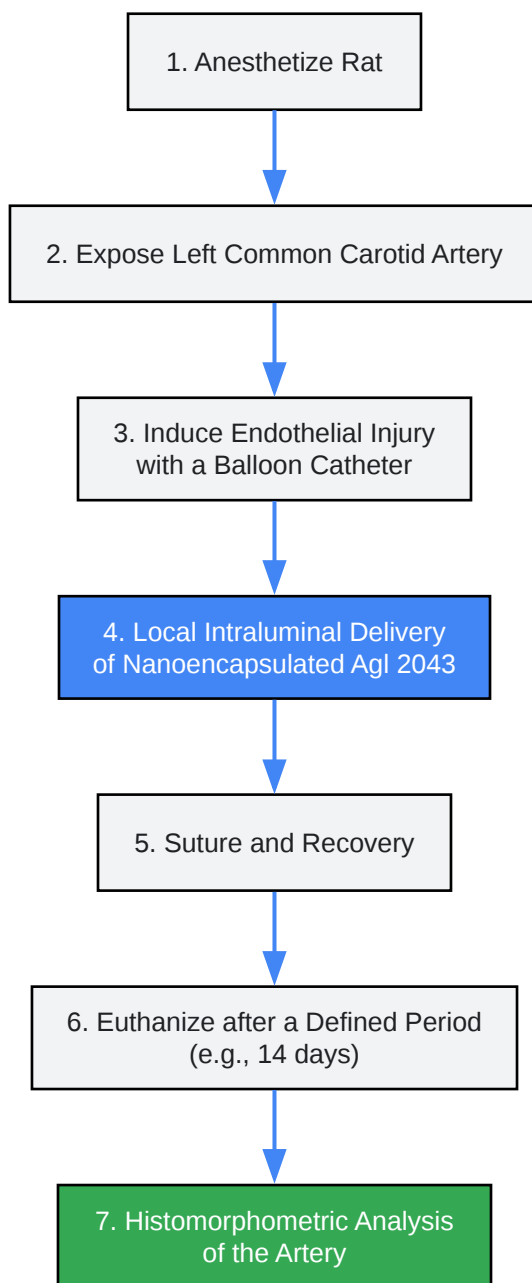 1. Anesthetize Rat
2. Expose Left Common Carotid Artery
3. Induce Endothelial Injury
with a Balloon Catheter
4. Local Intraluminal Delivery
of Nanoencapsulated Agl 2043
5. Suture and Recovery
6. Euthanize after a Defined Period
(e.g., 14 days)
7. Histomorphometric Analysis
of the Artery